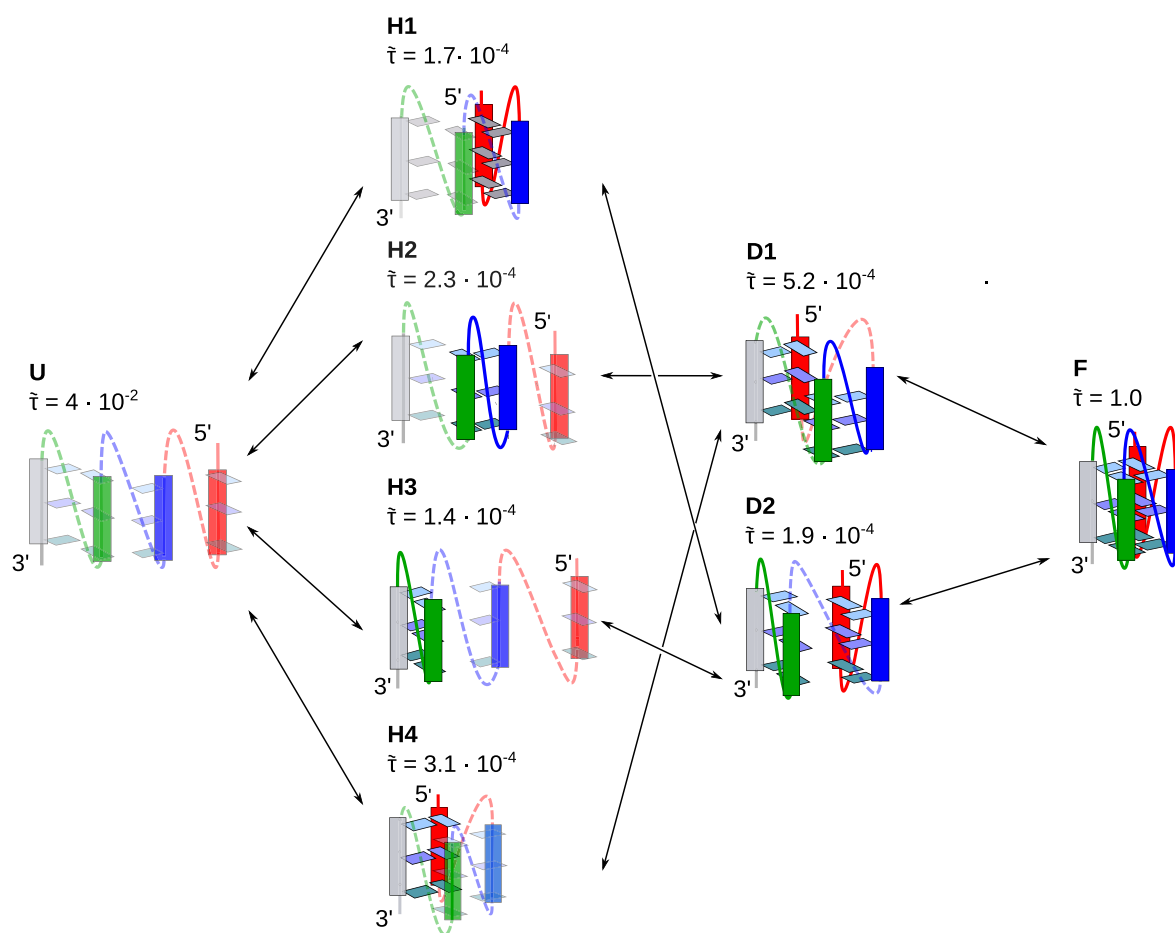 H1
τ̃ = 1.7· 10⁻⁴
5'
3'
H2
τ̃ = 2.3 · 10⁻⁴
5'
3'
D1
τ̃ = 5.2 · 10⁻⁴
5'
3'
U
τ̃ = 4 · 10⁻²
5'
3'
F
τ̃ = 1.0
5'
3'
H3
τ̃ = 1.4 · 10⁻⁴
5'
3'
D2
τ̃ = 1.9 · 10⁻⁴
5'
3'
H4
τ̃ = 3.1 · 10⁻⁴
5'
3'